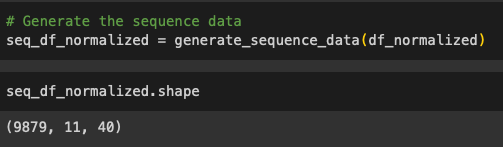 # Generate the sequence data
seq_df_normalized = generate_sequence_data(df_normalized)
seq_df_normalized.shape
(9879, 11, 40)